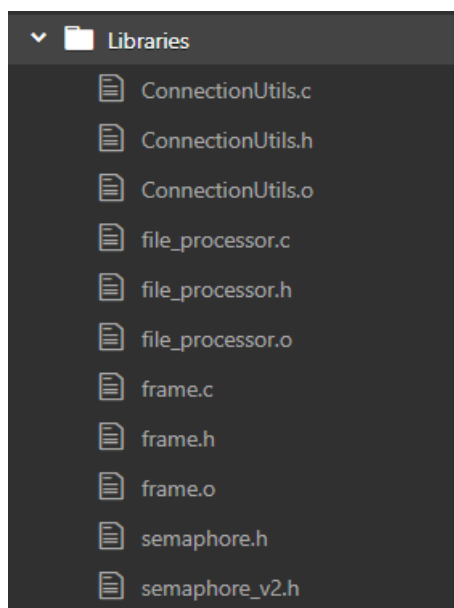 Libraries
ConnectionUtils.c
ConnectionUtils.h
ConnectionUtils.o
file_processor.c
file_processor.h
file_processor.o
frame.c
frame.h
frame.o
semaphore.h
semaphore_v2.h